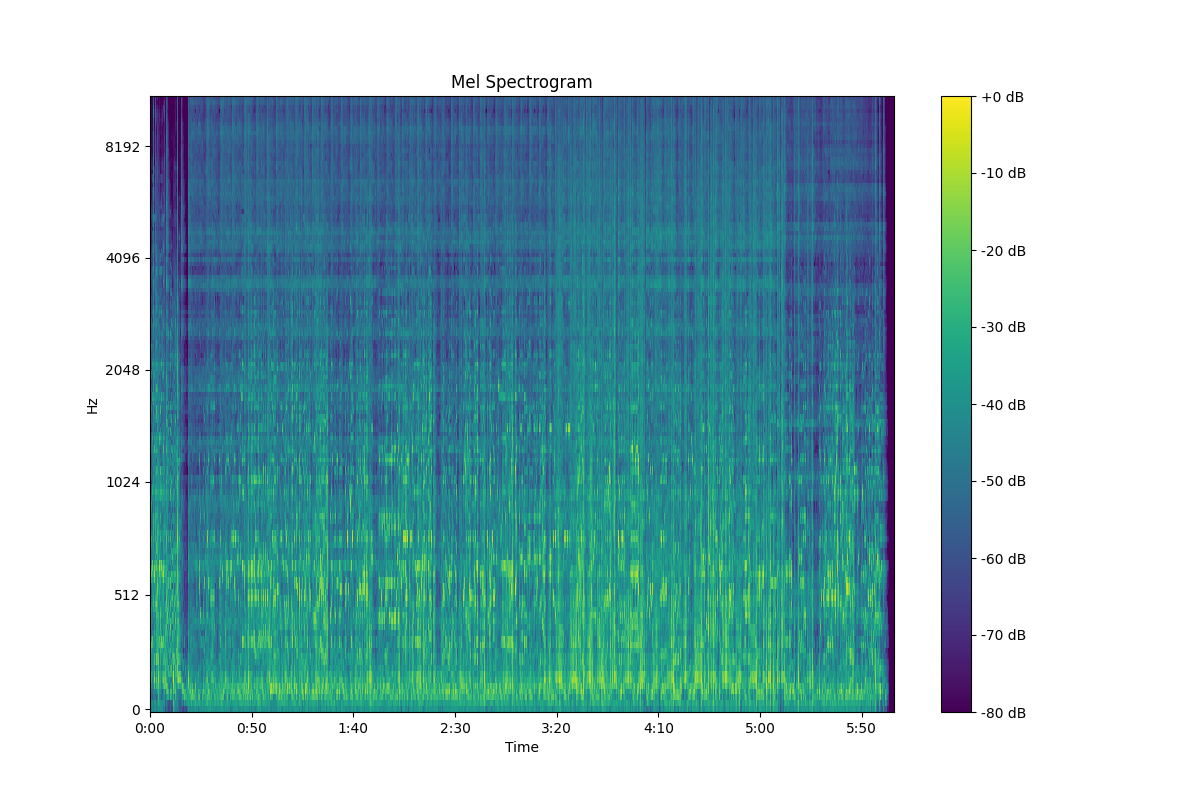 Mel Spectrogram
Hz
8192
4096
2048
1024
512
0
0:00 0:50 1:40 2:30 3:20 4:10 5:00 5:50
Time
+0 dB
-10 dB
-20 dB
-30 dB
-40 dB
-50 dB
-60 dB
-70 dB
-80 dB